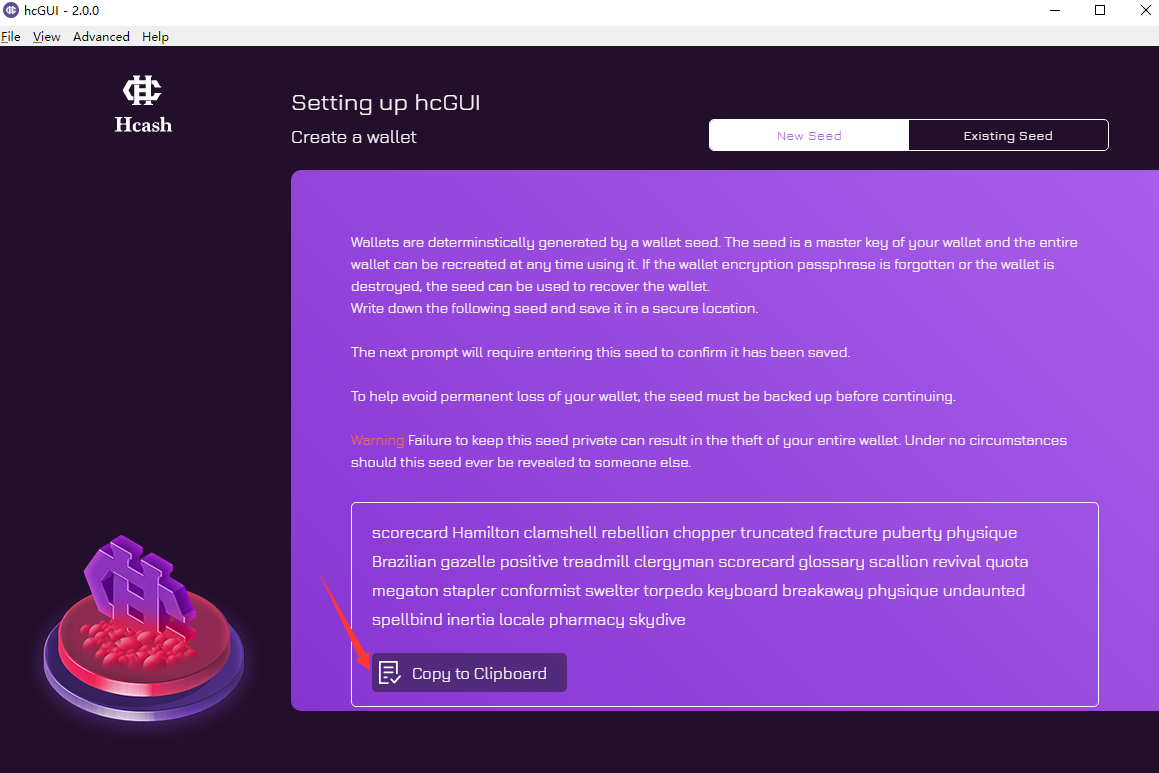 hcGUI - 2.0.0
File View Advanced Help
Hcash
Setting up hcGUI
Create a wallet
New Seed
Existing Seed
Wallets are determinstically generated by a wallet seed. The seed is a master key of your wallet and the entire
wallet can be recreated at any time using it. If the wallet encryption passphrase is forgotten or the wallet is
destroyed, the seed can be used to recover the wallet.
Write down the following seed and save it in a secure location.
The next prompt will require entering this seed to confirm it has been saved.
To help avoid permanent loss of your wallet, the seed must be backed up before continuing.
Warning Failure to keep this seed private can result in the theft of your entire wallet. Under no circumstances
should this seed ever be revealed to someone else.
scorecard Hamilton clamshell rebellion chopper truncated fracture puberty physique
Brazilian gazelle positive treadmill clergyman scorecard glossary scallion revival quota
megaton stapler conformist swelter torpedo keyboard breakaway physique undaunted
spellbind inertia locale pharmacy skydive
Copy to Clipboard